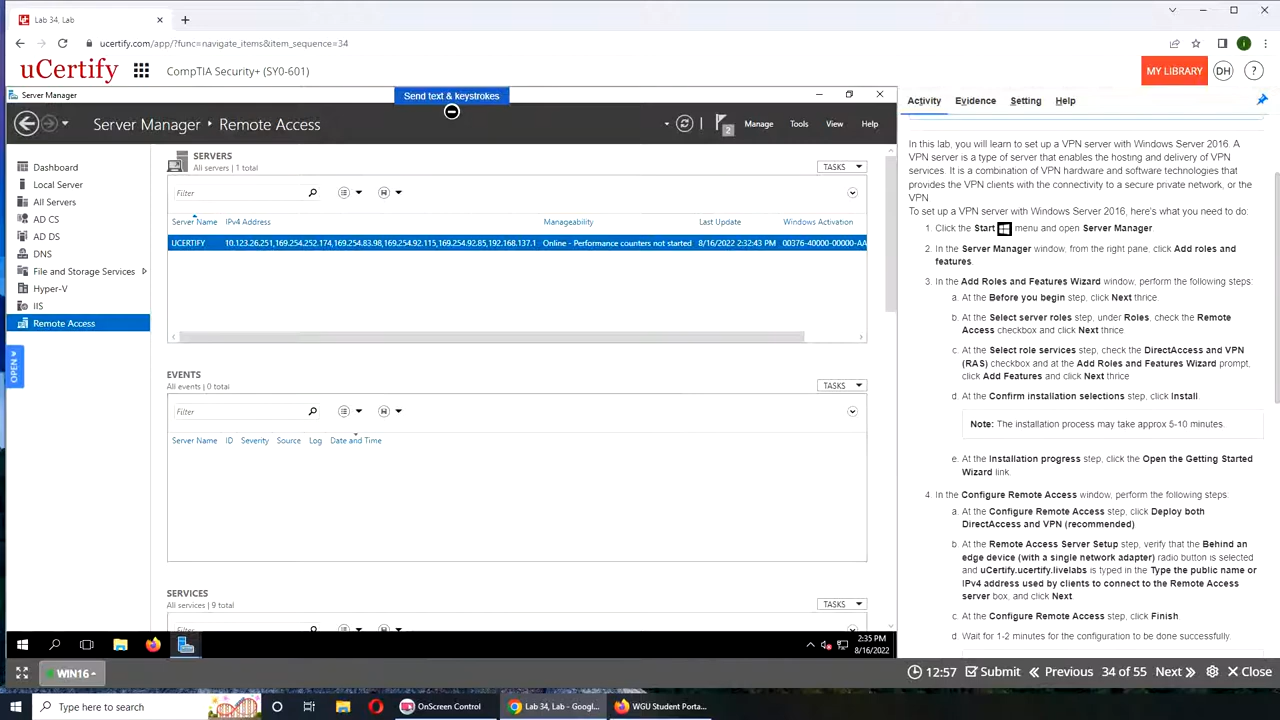 Lab 34, Lab
ucertify.com/app/?func=navigate_items&item_sequence=34
i
uCertify
CompTIA Security+ (SY0-601)
MY LIBRARY
DH
?
Server Manager
Send text & keystrokes
Server Manager • Remote Access
2
Manage
Tools
View
Help
Dashboard
Local Server
All Servers
AD CS
AD DS
DNS
File and Storage Services
Hyper-V
IIS
Remote Access
OPEN
SERVERS
All servers | 1 total
TASKS
Filter
Server Name IPv4 Address Manageability Last Update Windows Activation
UCERTIFY 10.123.26.251,169.254.252.174,169.254.83.98,169.254.92.115,169.254.92.85,192.168.137.1 Online - Performance counters not started 8/16/2022 2:32:43 PM 00376-40000-00000-AA
EVENTS
All events | 0 total
TASKS
Filter
Server Name ID Severity Source Log Date and Time
SERVICES
All services | 9 total
TASKS
2:35 PM
8/16/2022
Activity
Evidence
Setting
Help
In this lab, you will learn to set up a VPN server with Windows Server 2016. A
VPN server is a type of server that enables the hosting and delivery of VPN
services. It is a combination of VPN hardware and software technologies that
provides the VPN clients with the connectivity to a secure private network, or the
VPN
To set up a VPN server with Windows Server 2016, here's what you need to do:
1. Click the Start menu and open Server Manager.
2. In the Server Manager window, from the right pane, click Add roles and
features.
3. In the Add Roles and Features Wizard window, perform the following steps:
a. At the Before you begin step, click Next thrice.
b. At the Select server roles step, under Roles, check the Remote
Access checkbox and click Next thrice
c. At the Select role services step, check the DirectAccess and VPN
(RAS) checkbox and at the Add Roles and Features Wizard prompt,
click Add Features and click Next thrice
d. At the Confirm installation selections step, click Install.
Note: The installation process may take approx 5-10 minutes.
e. At the Installation progress step, click the Open the Getting Started
Wizard link.
4. In the Configure Remote Access window, perform the following steps:
a. At the Configure Remote Access step, click Deploy both
DirectAccess and VPN (recommended)
b. At the Remote Access Server Setup step, verify that the Behind an
edge device (with a single network adapter) radio button is selected
and uCertify.ucertify.livelabs is typed in the Type the public name or
IPv4 address used by clients to connect to the Remote Access
server box, and click Next.
c. At the Configure Remote Access step, click Finish.
d. Wait for 1-2 minutes for the configuration to be done successfully.
WIN16
12:57
Submit
Previous
34 of 55
Next
Close
Type here to search
OnScreen Control
Lab 34, Lab - Googl...
WGU Student Porta...